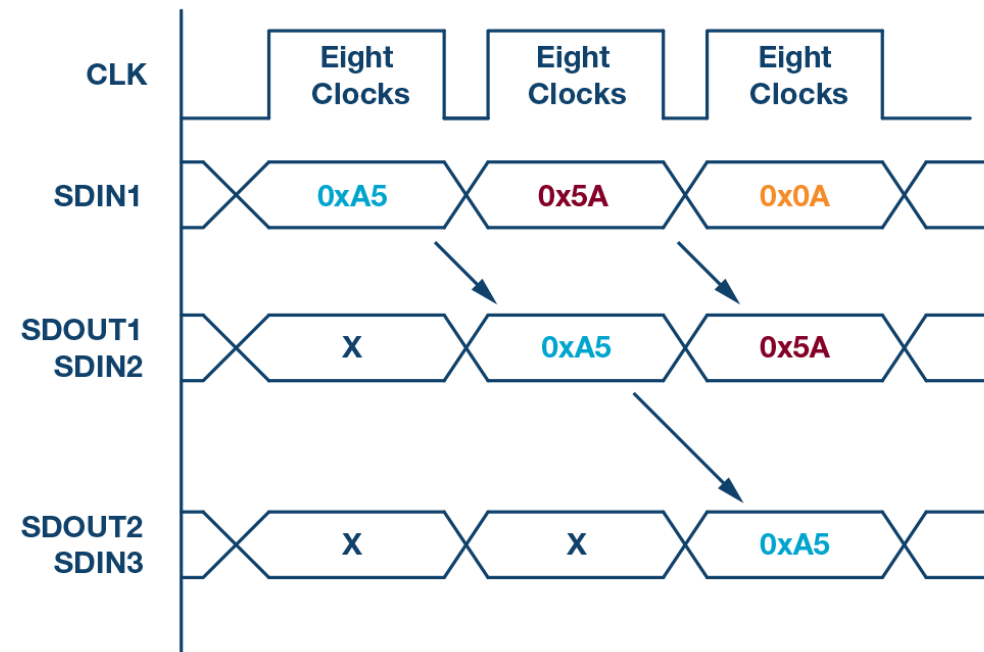 CLK
Eight
Clocks
Eight
Clocks
Eight
Clocks
SDIN1
0xA5
0x5A
0x0A
SDOUT1
SDIN2
X
0xA5
0x5A
SDOUT2
SDIN3
X
X
0xA5